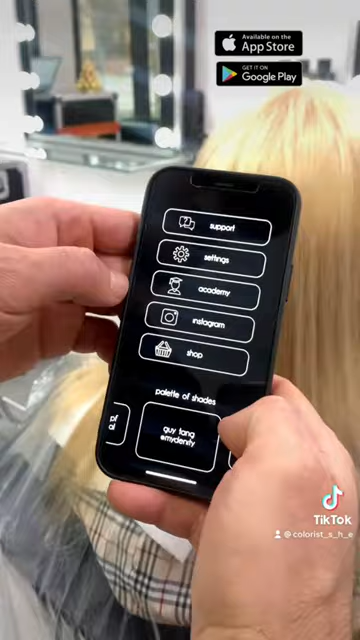 Available on the
App Store
GET IT ON
Google Play
support
settings
academy
instagram
shop
palette of shades
guy tang
#mydentity
TikTok
@colorist_s_h_e